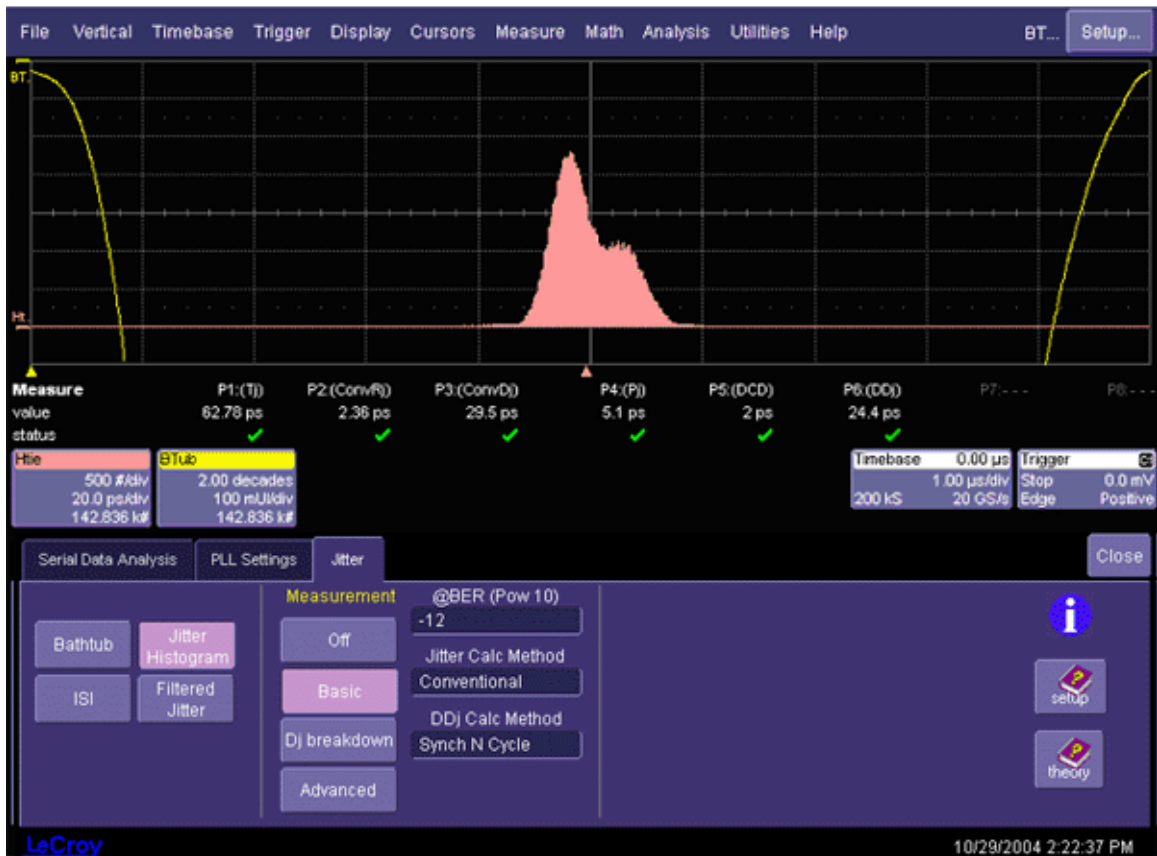 File Vertical Timebase Trigger Display Cursors Measure Math Analysis Utilities Help BT... Setup...
BT.
Ht.
Measure P1:(Tj) P2:(ConvRj) P3:(ConvDj) P4:(Pj) P5:(DCD) P6:(DDj) P7:--- P8:---
value 62.78 ps 2.36 ps 29.5 ps 5.1 ps 2 ps 24.4 ps
status
Htie BTub Timebase 0.00 µs Trigger
500 #/div 2.00 decades 1.00 µs/div Stop 0.0 mV
20.0 ps/div 100 mUI/div 200 kS 20 GS/s Edge Positive
142.836 k# 142.836 k#
Serial Data Analysis PLL Settings Jitter Close
Measurement @BER (Pow 10)
-12
Bathtub Jitter Histogram Off
Jitter Calc Method
ISI Filtered Jitter Basic Conventional
DDj Calc Method
Dj breakdown Synch N Cycle
Advanced
i
setup
theory
LeCroy 10/29/2004 2:22:37 PM